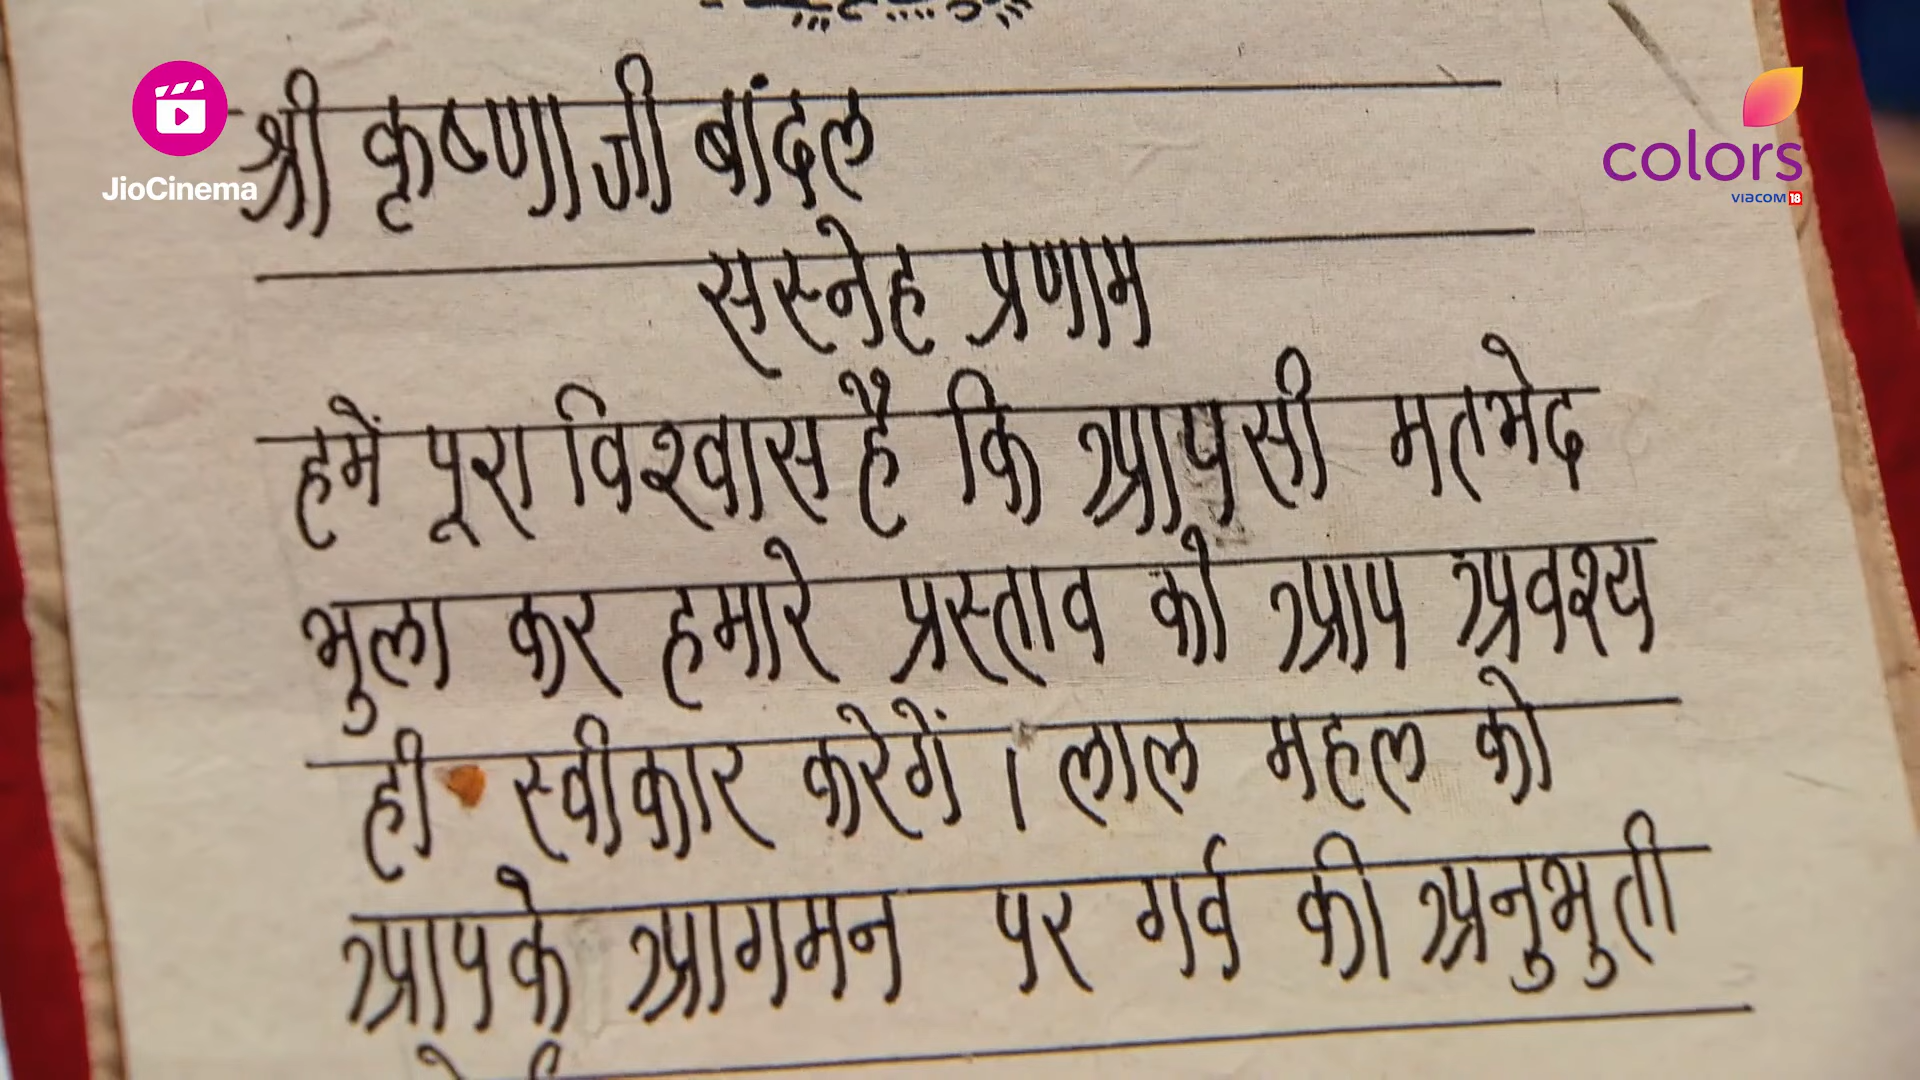 श्री कृष्णाजी बांदल
सस्नेह प्रणाम
हमें पूरा विश्वास है कि आपसी मतभेद
भुला कर हमारे प्रस्ताव को आप अवश्य
ही स्वीकार करेगें । लाल महल को
आपके आगमन पर गर्व की अनुभुती
JioCinema
colors
VIACOM18